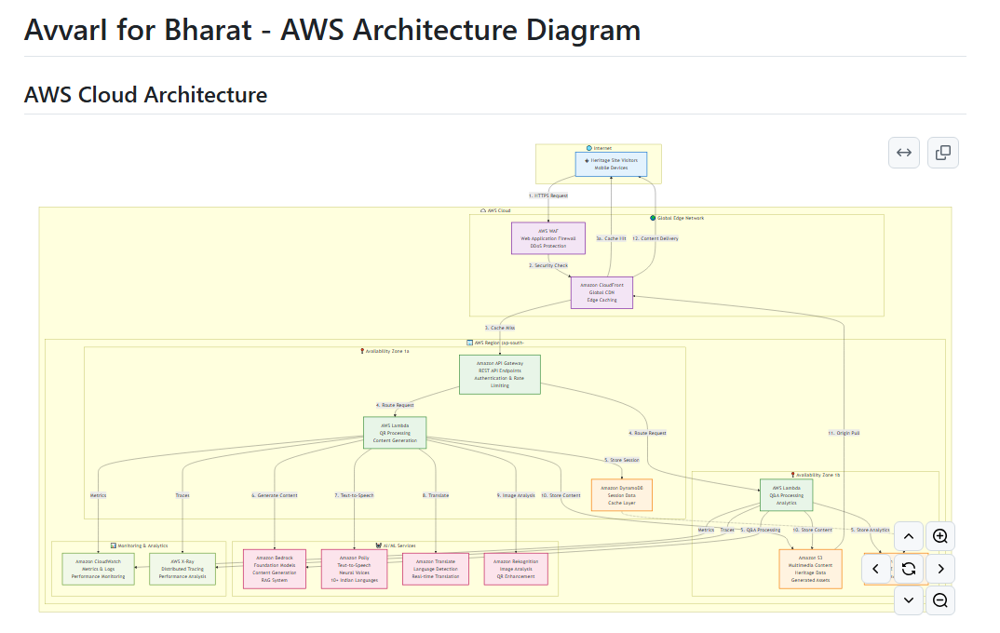 AvvarI for Bharat - AWS Architecture Diagram
AWS Cloud Architecture
Internet
Heritage Site Visitors
Mobile Devices
1. HTTPS Request
AWS Cloud
Global Edge Network
AWS WAF
Web Application Firewall
DDoS Protection
3a. Cache Hit
12. Content Delivery
2. Security Check
Amazon CloudFront
Global CDN
Edge Caching
3. Cache Miss
AWS Region (ap-south-
Availability Zone 1a
Amazon API Gateway
REST API Endpoints
Authentication & Rate
Limiting
4. Route Request
4. Route Request
11. Origin Pull
AWS Lambda
QR Processing
Content Generation
5. Store Session
Availability Zone 1b
Amazon DynamoDB
Session Data
Cache Layer
AWS Lambda
Q&A Processing
Analytics
Metrics
Traces
6. Generate Content
7. Text-to-Speech
8. Translate
9. Image Analysis
10. Store Content
Metrics
Traces
5. Q&A Processing
10. Store Content
5. Store Analytics
Monitoring & Analytics
AI/ML Services
Amazon CloudWatch
Metrics & Logs
Performance Monitoring
AWS X-Ray
Distributed Tracing
Performance Analysis
Amazon Bedrock
Foundation Models
Content Generation
RAG System
Amazon Polly
Text-to-Speech
Neural Voices
10+ Indian Languages
Amazon Translate
Language Detection
Real-time Translation
Amazon Rekognition
Image Analysis
QR Enhancement
Amazon S3
Multimedia Content
Heritage Data
Generated Assets